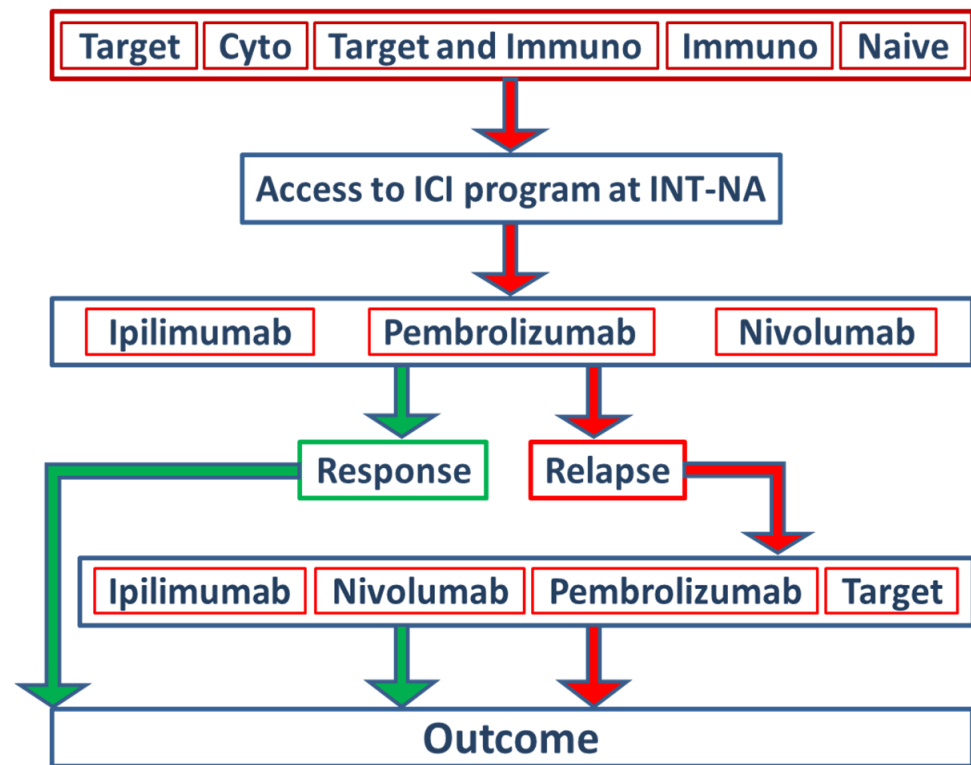 Target Cyto Target and Immuno Immuno Naive
Access to ICI program at INT-NA
Ipilimumab Pembrolizumab Nivolumab
Response Relapse
Ipilimumab Nivolumab Pembrolizumab Target
Outcome